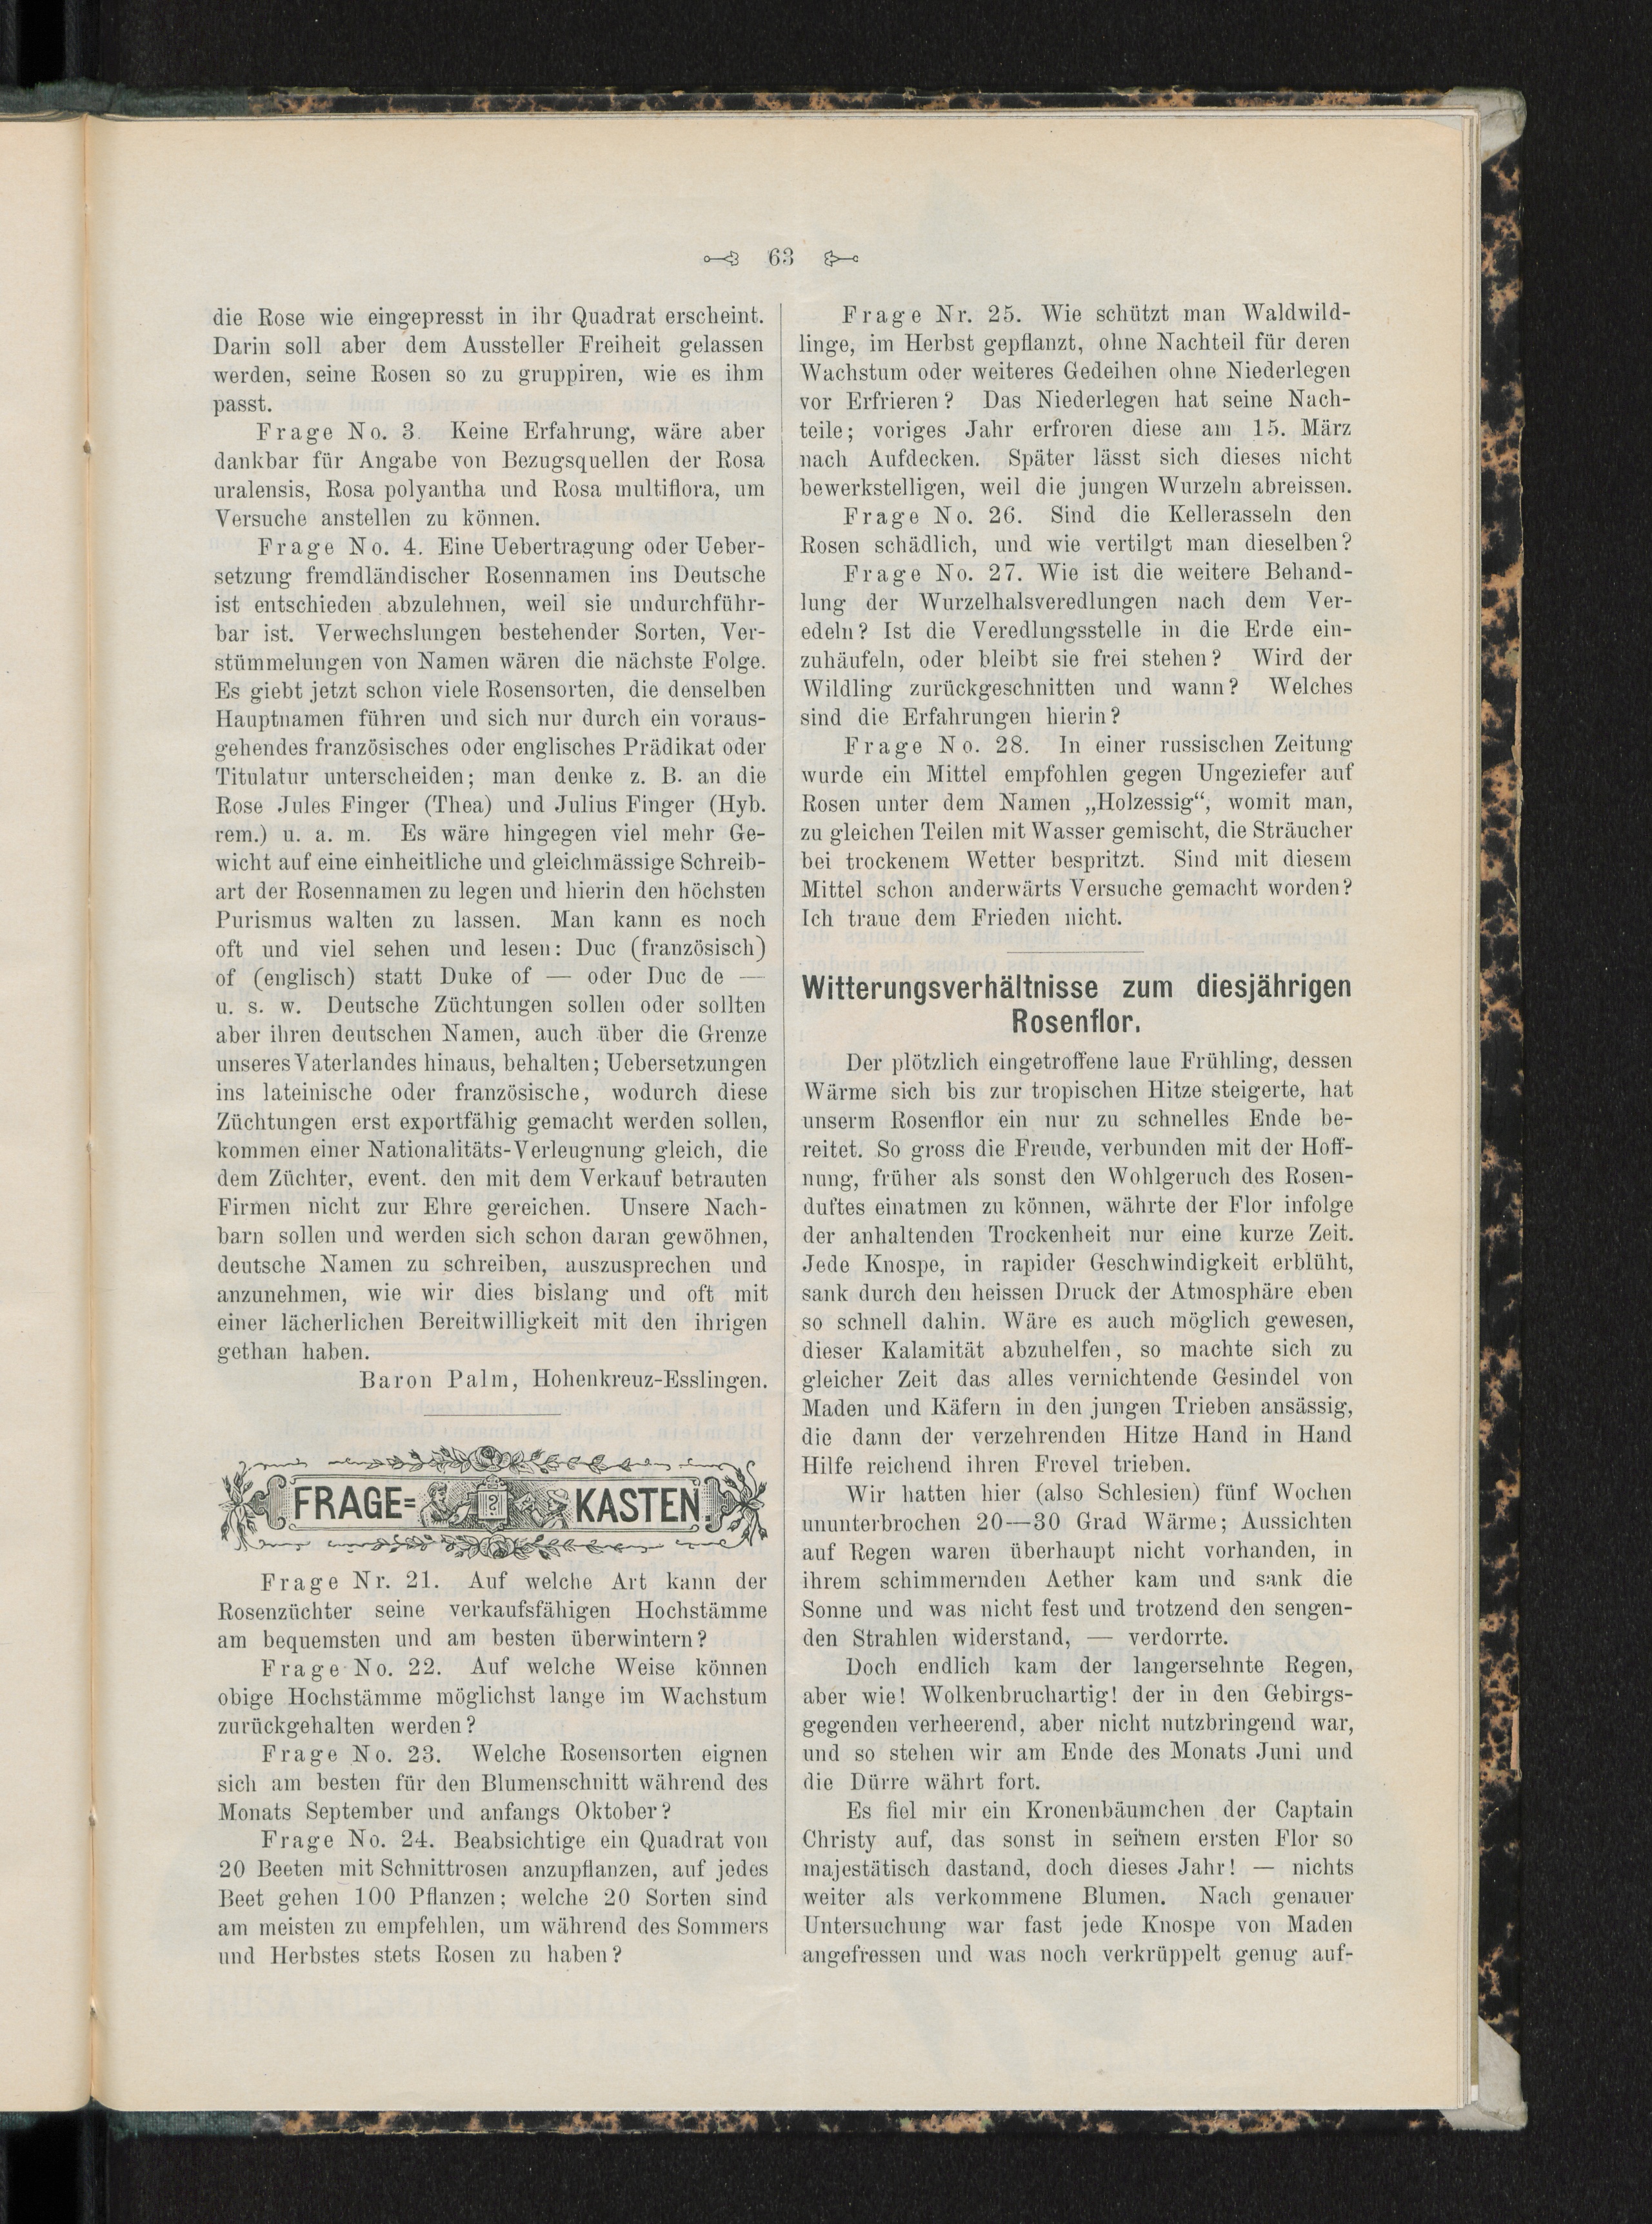 63
die Rose wie eingepresst in ihr Quadrat erscheint.
Darin soll aber dem Aussteller Freiheit gelassen
werden, seine Rosen so zu gruppiren, wie es ihm
passt.
Frage No. 3. Keine Erfahrung, wäre aber
dankbar für Angabe von Bezugsquellen der Rosa
uralensis, Rosa polyantha und Rosa multiflora, um
Versuche anstellen zu können.
Frage No. 4. Eine Uebertragung oder Ueber-
setzung fremdländischer Rosennamen ins Deutsche
ist entschieden abzulehnen, weil sie undurchführ-
bar ist. Verwechslungen bestehender Sorten, Ver-
stümmelungen von Namen wären die nächste Folge.
Es giebt jetzt schon viele Rosensorten, die denselben
Hauptnamen führen und sich nur durch ein voraus-
gehendes französisches oder englisches Prädikat oder
Titulatur unterscheiden; man denke z. B. an die
Rose Jules Finger (Thea) und Julius Finger (Hyb.
rem.) u. a. m. Es wäre hingegen viel mehr Ge-
wicht auf eine einheitliche und gleichmässige Schreib-
art der Rosennamen zu legen und hierin den höchsten
Purismus walten zu lassen. Man kann es noch
oft und viel sehen und lesen: Duc (französisch)
of (englisch) statt Duke of — oder Duc de —
u. s. w. Deutsche Züchtungen sollen oder sollten
aber ihren deutschen Namen, auch über die Grenze
unseres Vaterlandes hinaus, behalten; Uebersetzungen
ins lateinische oder französische, wodurch diese
Züchtungen erst exportfähig gemacht werden sollen,
kommen einer Nationalitäts-Verleugnung gleich, die
dem Züchter, event. den mit dem Verkauf betrauten
Firmen nicht zur Ehre gereichen. Unsere Nach-
barn sollen und werden sich schon daran gewöhnen,
deutsche Namen zu schreiben, auszusprechen und
anzunehmen, wie wir dies bislang und oft mit
einer lächerlichen Bereitwilligkeit mit den ihrigen
gethan haben.
Baron Palm, Hohenkreuz-Esslingen.
FRAGE= ? KASTEN.
Frage Nr. 21. Auf welche Art kann der
Rosenzüchter seine verkaufsfähigen Hochstämme
am bequemsten und am besten überwintern?
Frage No. 22. Auf welche Weise können
obige Hochstämme möglichst lange im Wachstum
zurückgehalten werden?
Frage No. 23. Welche Rosensorten eignen
sich am besten für den Blumenschnitt während des
Monats September und anfangs Oktober?
Frage No. 24. Beabsichtige ein Quadrat von
20 Beeten mit Schnittrosen anzupflanzen, auf jedes
Beet gehen 100 Pflanzen; welche 20 Sorten sind
am meisten zu empfehlen, um während des Sommers
und Herbstes stets Rosen zu haben?
Frage Nr. 25. Wie schützt man Waldwild-
linge, im Herbst gepflanzt, ohne Nachteil für deren
Wachstum oder weiteres Gedeihen ohne Niederlegen
vor Erfrieren? Das Niederlegen hat seine Nach-
teile; voriges Jahr erfroren diese am 15. März
nach Aufdecken. Später lässt sich dieses nicht
bewerkstelligen, weil die jungen Wurzeln abreissen.
Frage No. 26. Sind die Kellerasseln den
Rosen schädlich, und wie vertilgt man dieselben?
Frage No. 27. Wie ist die weitere Behand-
lung der Wurzelhalsveredlungen nach dem Ver-
edeln? Ist die Veredlungsstelle in die Erde ein-
zuhäufeln, oder bleibt sie frei stehen? Wird der
Wildling zurückgeschnitten und wann? Welches
sind die Erfahrungen hierin?
Frage No. 28. In einer russischen Zeitung
wurde ein Mittel empfohlen gegen Ungeziefer auf
Rosen unter dem Namen „Holzessig“, womit man,
zu gleichen Teilen mit Wasser gemischt, die Sträucher
bei trockenem Wetter bespritzt. Sind mit diesem
Mittel schon anderwärts Versuche gemacht worden?
Ich traue dem Frieden nicht.
Witterungsverhältnisse zum diesjährigen
Rosenflor.
Der plötzlich eingetroffene laue Frühling, dessen
Wärme sich bis zur tropischen Hitze steigerte, hat
unserm Rosenflor ein nur zu schnelles Ende be-
reitet. So gross die Freude, verbunden mit der Hoff-
nung, früher als sonst den Wohlgeruch des Rosen-
duftes einatmen zu können, währte der Flor infolge
der anhaltenden Trockenheit nur eine kurze Zeit.
Jede Knospe, in rapider Geschwindigkeit erblüht,
sank durch den heissen Druck der Atmosphäre eben
so schnell dahin. Wäre es auch möglich gewesen,
dieser Kalamität abzuhelfen, so machte sich zu
gleicher Zeit das alles vernichtende Gesindel von
Maden und Käfern in den jungen Trieben ansässig,
die dann der verzehrenden Hitze Hand in Hand
Hilfe reichend ihren Frevel trieben.
Wir hatten hier (also Schlesien) fünf Wochen
ununterbrochen 20—30 Grad Wärme; Aussichten
auf Regen waren überhaupt nicht vorhanden, in
ihrem schimmernden Aether kam und sank die
Sonne und was nicht fest und trotzend den sengen-
den Strahlen widerstand, — verdorrte.
Doch endlich kam der langersehnte Regen,
aber wie! Wolkenbruchartig! der in den Gebirgs-
gegenden verheerend, aber nicht nutzbringend war,
und so stehen wir am Ende des Monats Juni und
die Dürre währt fort.
Es fiel mir ein Kronenbäumchen der Captain
Christy auf, das sonst in seinem ersten Flor so
majestätisch dastand, doch dieses Jahr! — nichts
weiter als verkommene Blumen. Nach genauer
Untersuchung war fast jede Knospe von Maden
angefressen und was noch verkrüppelt genug auf-